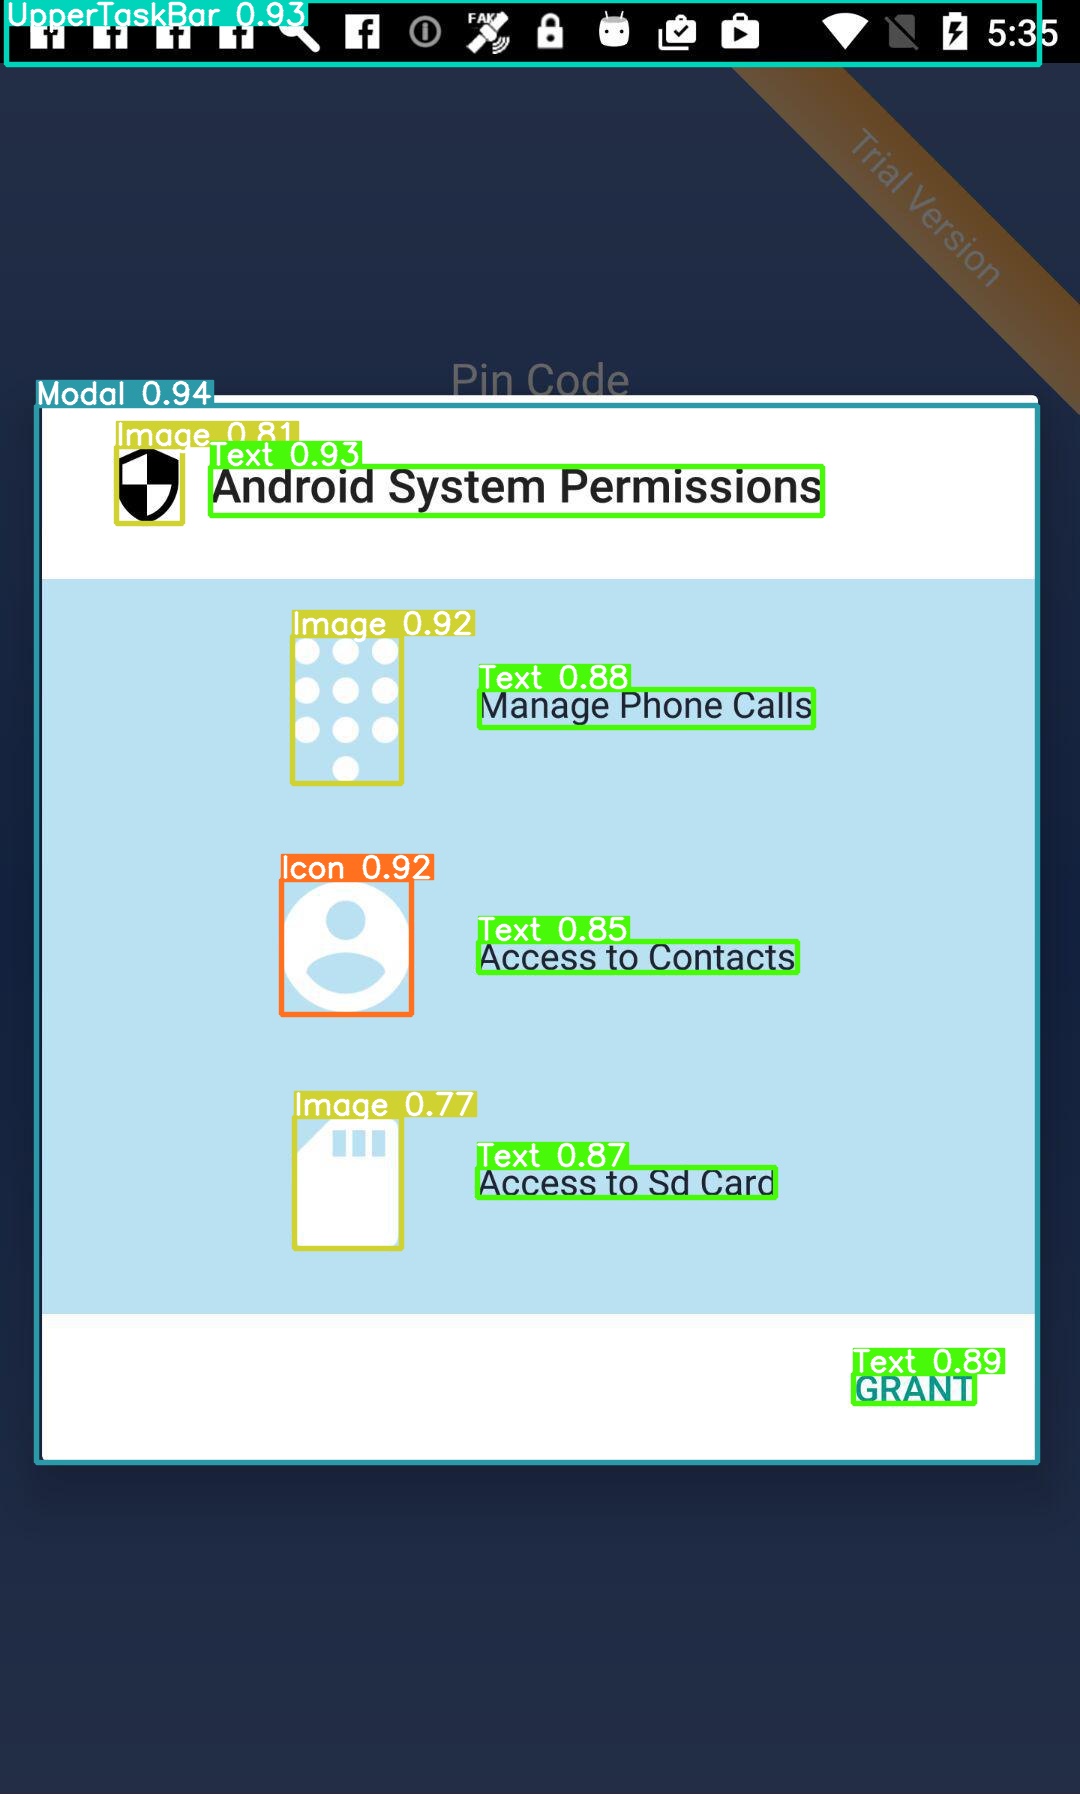 UpperTaskBar 0.93
FAKE
5:35
Trial Version
Pin Code
Modal 0.94
Image 0.81
Text 0.93
Android System Permissions
Image 0.92
Text 0.88
Manage Phone Calls
Icon 0.92
Text 0.85
Access to Contacts
Image 0.77
Text 0.87
Access to Sd Card
Text 0.89
GRANT